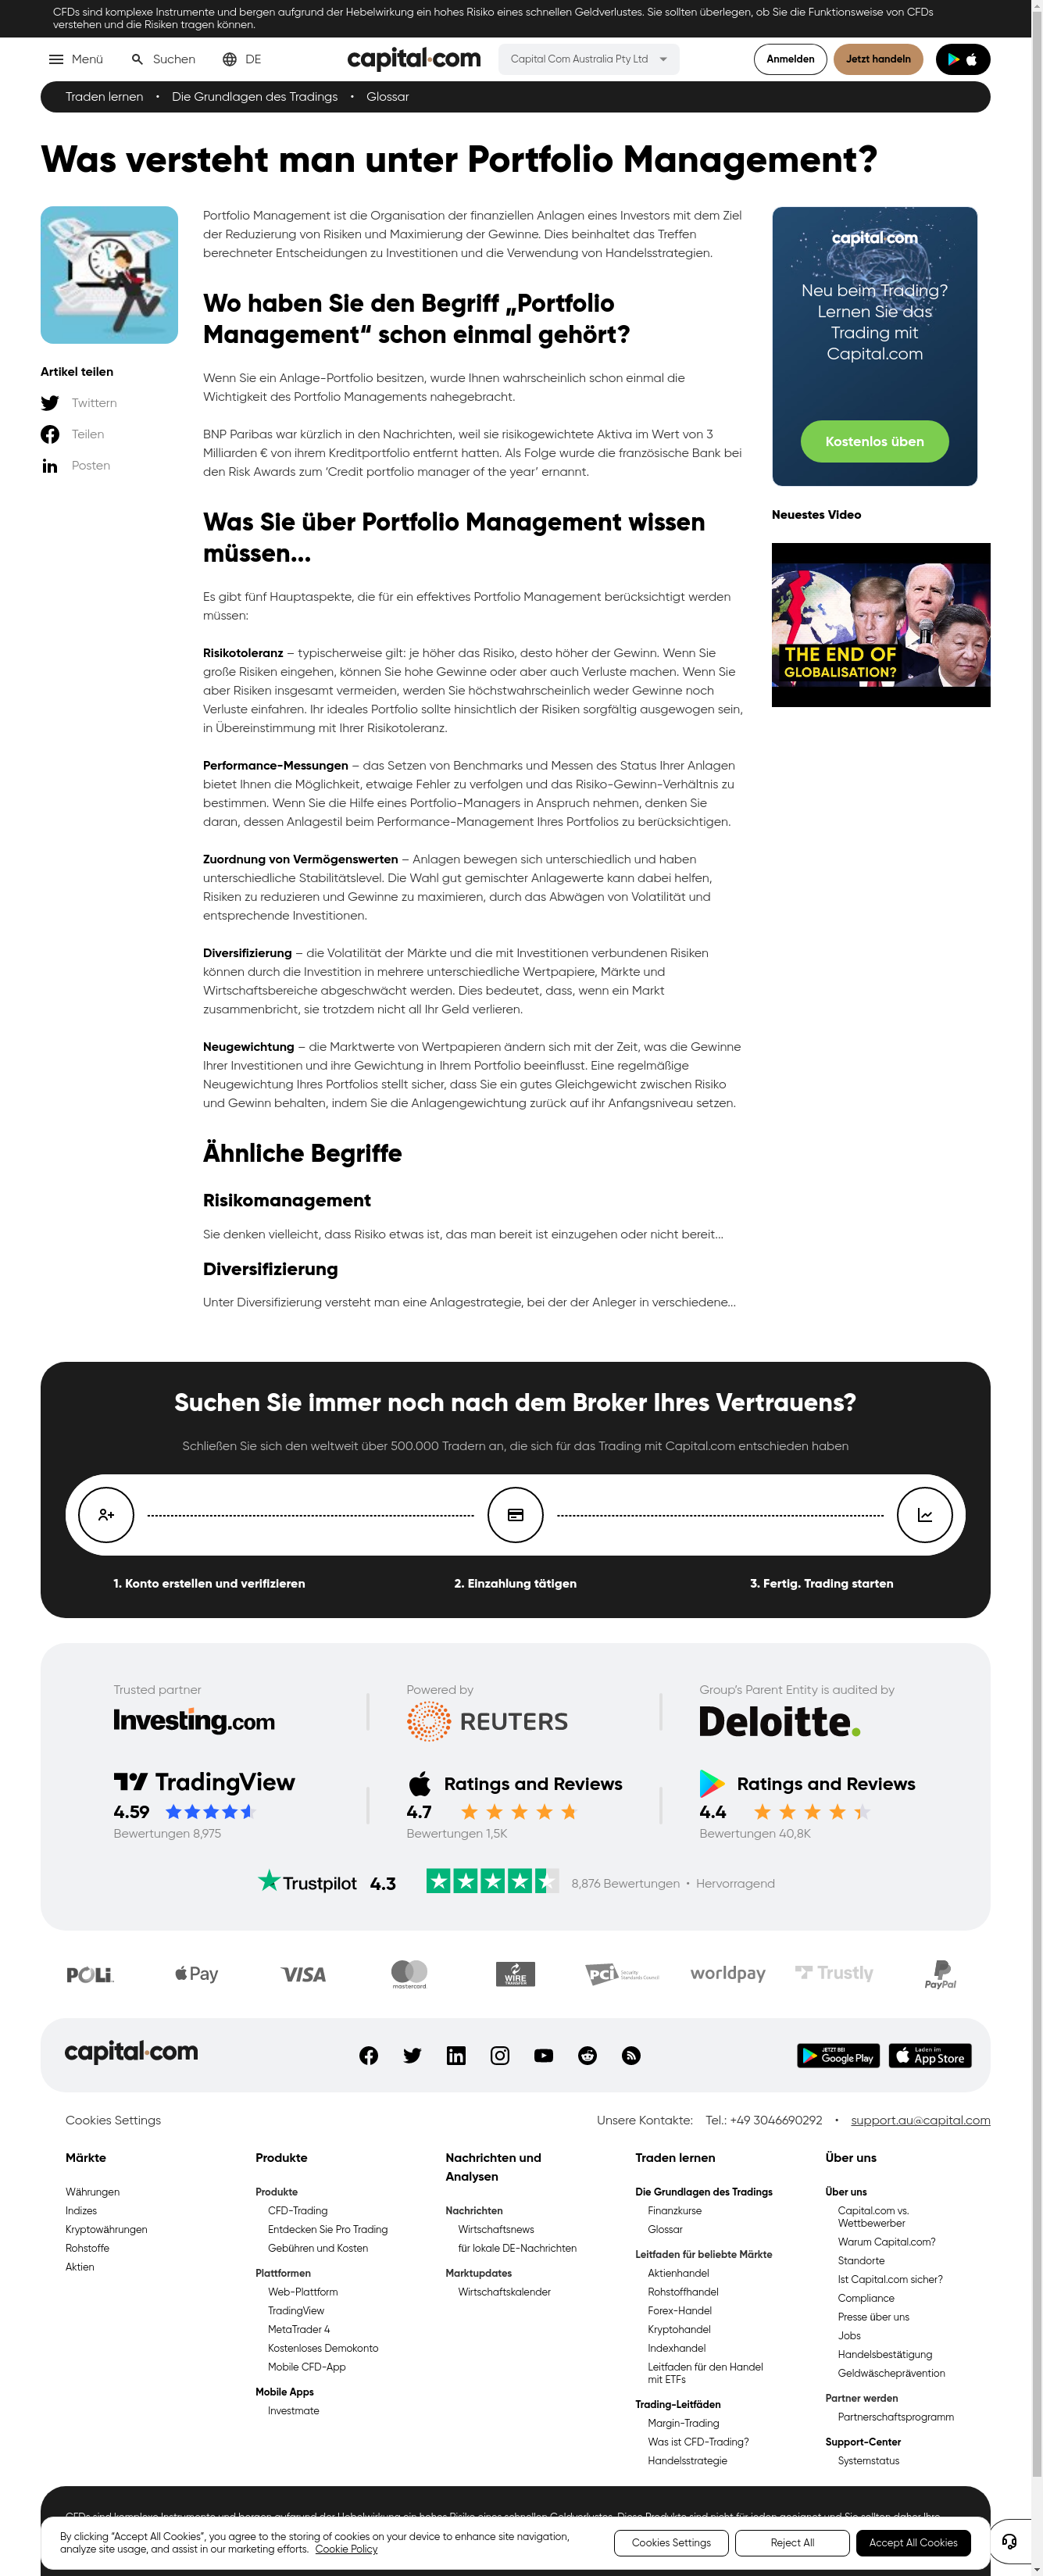 CFDs sind komplexe Instrumente und bergen aufgrund der Hebelwirkung ein hohes Risiko eines schnellen Geldverlustes. Sie sollten überlegen, ob Sie die Funktionsweise von CFDs
verstehen und die Risiken tragen können.
Menü
Suchen
DE
capital.com
Capital Com Australia Pty Ltd
Anmelden
Jetzt handeln
Traden lernen • Die Grundlagen des Tradings • Glossar
Was versteht man unter Portfolio Management?
Artikel teilen
Twittern
Teilen
Posten
Portfolio Management ist die Organisation der finanziellen Anlagen eines Investors mit dem Ziel
der Reduzierung von Risiken und Maximierung der Gewinne. Dies beinhaltet das Treffen
berechneter Entscheidungen zu Investitionen und die Verwendung von Handelsstrategien.
Wo haben Sie den Begriff „Portfolio
Management“ schon einmal gehört?
Wenn Sie ein Anlage-Portfolio besitzen, wurde Ihnen wahrscheinlich schon einmal die
Wichtigkeit des Portfolio Managements nahegebracht.
BNP Paribas war kürzlich in den Nachrichten, weil sie risikogewichtete Aktiva im Wert von 3
Milliarden € von ihrem Kreditportfolio entfernt hatten. Als Folge wurde die französische Bank bei
den Risk Awards zum ‘Credit portfolio manager of the year’ ernannt.
Was Sie über Portfolio Management wissen
müssen...
Es gibt fünf Hauptaspekte, die für ein effektives Portfolio Management berücksichtigt werden
müssen:
Risikotoleranz – typischerweise gilt: je höher das Risiko, desto höher der Gewinn. Wenn Sie
große Risiken eingehen, können Sie hohe Gewinne oder aber auch Verluste machen. Wenn Sie
aber Risiken insgesamt vermeiden, werden Sie höchstwahrscheinlich weder Gewinne noch
Verluste einfahren. Ihr ideales Portfolio sollte hinsichtlich der Risiken sorgfältig ausgewogen sein,
in Übereinstimmung mit Ihrer Risikotoleranz.
Performance-Messungen – das Setzen von Benchmarks und Messen des Status Ihrer Anlagen
bietet Ihnen die Möglichkeit, etwaige Fehler zu verfolgen und das Risiko-Gewinn-Verhältnis zu
bestimmen. Wenn Sie die Hilfe eines Portfolio-Managers in Anspruch nehmen, denken Sie
daran, dessen Anlagestil beim Performance-Management Ihres Portfolios zu berücksichtigen.
Zuordnung von Vermögenswerten – Anlagen bewegen sich unterschiedlich und haben
unterschiedliche Stabilitätslevel. Die Wahl gut gemischter Anlagewerte kann dabei helfen,
Risiken zu reduzieren und Gewinne zu maximieren, durch das Abwägen von Volatilität und
entsprechende Investitionen.
Diversifizierung – die Volatilität der Märkte und die mit Investitionen verbundenen Risiken
können durch die Investition in mehrere unterschiedliche Wertpapiere, Märkte und
Wirtschaftsbereiche abgeschwächt werden. Dies bedeutet, dass, wenn ein Markt
zusammenbricht, sie trotzdem nicht all Ihr Geld verlieren.
Neugewichtung – die Marktwerte von Wertpapieren ändern sich mit der Zeit, was die Gewinne
Ihrer Investitionen und ihre Gewichtung in Ihrem Portfolio beeinflusst. Eine regelmäßige
Neugewichtung Ihres Portfolios stellt sicher, dass Sie ein gutes Gleichgewicht zwischen Risiko
und Gewinn behalten, indem Sie die Anlagengewichtung zurück auf ihr Anfangsniveau setzen.
Ähnliche Begriffe
Risikomanagement
Sie denken vielleicht, dass Risiko etwas ist, das man bereit ist einzugehen oder nicht bereit...
Diversifizierung
Unter Diversifizierung versteht man eine Anlagestrategie, bei der der Anleger in verschiedene...
capital.com
Neu beim Trading?
Lernen Sie das
Trading mit
Capital.com
Kostenlos üben
Neuestes Video
THE END OF
GLOBALISATION?
Suchen Sie immer noch nach dem Broker Ihres Vertrauens?
Schließen Sie sich den weltweit über 500.000 Tradern an, die sich für das Trading mit Capital.com entschieden haben
1. Konto erstellen und verifizieren
2. Einzahlung tätigen
3. Fertig. Trading starten
Trusted partner
Investing.com
Powered by
REUTERS
Group’s Parent Entity is audited by
Deloitte.
TradingView
4.59
Bewertungen 8,975
Ratings and Reviews
4.7
Bewertungen 1,5K
Ratings and Reviews
4.4
Bewertungen 40,8K
Trustpilot 4.3
8,876 Bewertungen • Hervorragend
POLi
Pay
VISA
mastercard
WIRE
TRANSFER
PCI Security
Standards Council
worldpay
Trustly
PayPal
capital.com
JETZT BEI
Google Play
Laden im
App Store
Cookies Settings
Unsere Kontakte: Tel.: +49 3046690292 • support.au@capital.com
Märkte
Währungen
Indizes
Kryptowährungen
Rohstoffe
Aktien
Produkte
Produkte
CFD-Trading
Entdecken Sie Pro Trading
Gebühren und Kosten
Plattformen
Web-Plattform
TradingView
MetaTrader 4
Kostenloses Demokonto
Mobile CFD-App
Mobile Apps
Investmate
Nachrichten und
Analysen
Nachrichten
Wirtschaftsnews
für lokale DE-Nachrichten
Marktupdates
Wirtschaftskalender
Traden lernen
Die Grundlagen des Tradings
Finanzkurse
Glossar
Leitfaden für beliebte Märkte
Aktienhandel
Rohstoffhandel
Forex-Handel
Kryptohandel
Indexhandel
Leitfaden für den Handel
mit ETFs
Trading-Leitfäden
Margin-Trading
Was ist CFD-Trading?
Handelsstrategie
Über uns
Über uns
Capital.com vs.
Wettbewerber
Warum Capital.com?
Standorte
Ist Capital.com sicher?
Compliance
Presse über uns
Jobs
Handelsbestätigung
Geldwäscheprävention
Partner werden
Partnerschaftsprogramm
Support-Center
Systemstatus
CFDs sind komplexe Instrumente und bergen aufgrund der Hebelwirkung ein hohes Risiko eines schnellen Geldverlustes. Diese Produkte sind nicht für jeden geeignet und Sie sollten daher Ihre
By clicking “Accept All Cookies”, you agree to the storing of cookies on your device to enhance site navigation,
analyze site usage, and assist in our marketing efforts. Cookie Policy
Cookies Settings
Reject All
Accept All Cookies